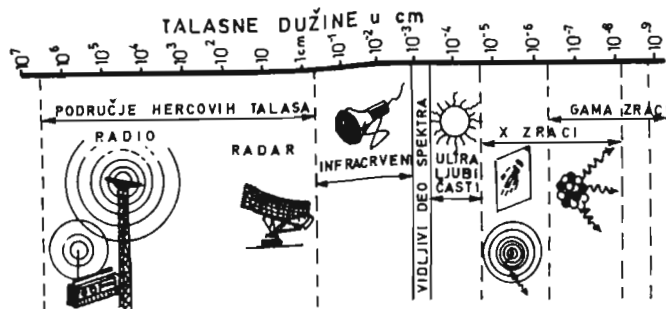 TALASNE DUŽINE u cm
10⁷ 10⁶ 10⁵ 10⁴ 10³ 10² 10 1cm 10⁻¹ 10⁻² 10⁻³ 10⁻⁴ 10⁻⁵ 10⁻⁶ 10⁻⁷ 10⁻⁸ 10⁻⁹
PODRUČJE HERCOVIH TALASA
RADIO
RADAR
INFRACRVENI
VIDLJIVI DEO SPEKTRA
ULTRA
LJUBI
ČASTI
X ZRACI
GAMA ZRAC